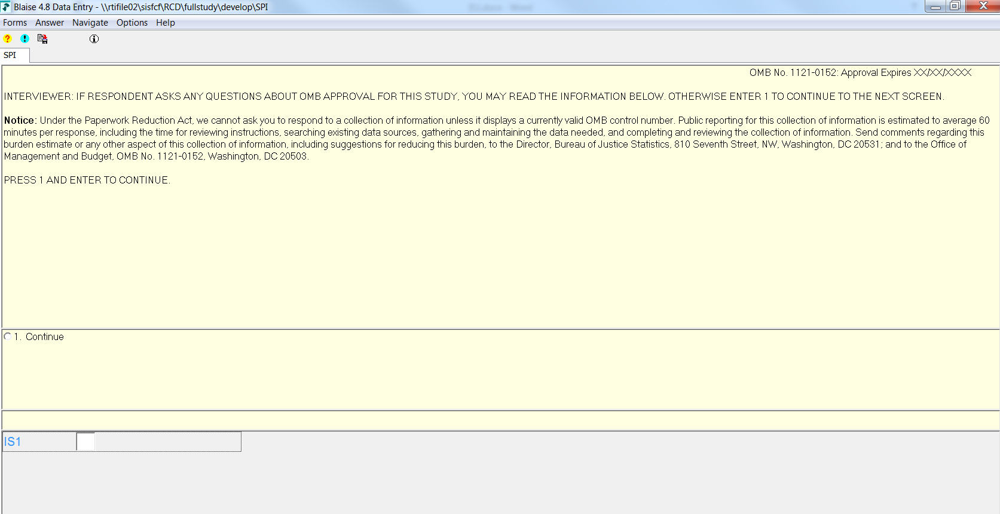 Blaise 4.8 Data Entry - \\rtifile02\sisfcf\RCD\fullstudy\develop\SPI
Forms Answer Navigate Options Help
SPI
OMB No. 1121-0152: Approval Expires XX/XX/XXXX
INTERVIEWER: IF RESPONDENT ASKS ANY QUESTIONS ABOUT OMB APPROVAL FOR THIS STUDY, YOU MAY READ THE INFORMATION BELOW. OTHERWISE ENTER 1 TO CONTINUE TO THE NEXT SCREEN.
Notice: Under the Paperwork Reduction Act, we cannot ask you to respond to a collection of information unless it displays a currently valid OMB control number. Public reporting for this collection of information is estimated to average 60
minutes per response, including the time for reviewing instructions, searching existing data sources, gathering and maintaining the data needed, and completing and reviewing the collection of information. Send comments regarding this
burden estimate or any other aspect of this collection of information, including suggestions for reducing this burden, to the Director, Bureau of Justice Statistics, 810 Seventh Street, NW, Washington, DC 20531; and to the Office of
Management and Budget, OMB No. 1121-0152, Washington, DC 20503.
PRESS 1 AND ENTER TO CONTINUE.
1. Continue
IS1